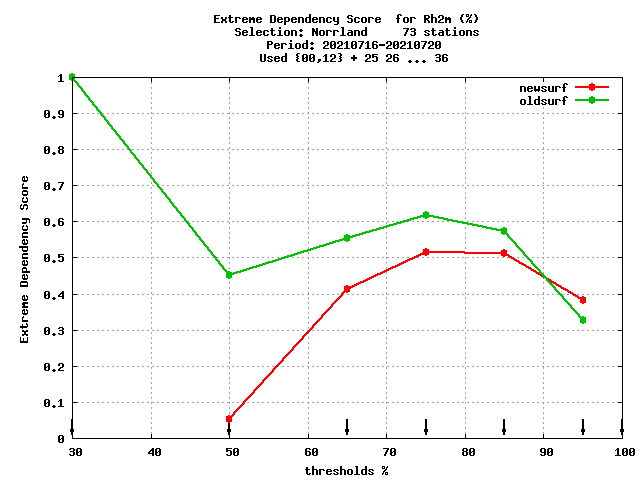 Extreme Dependency Score  for Rh2m (%)
Selection: Norrland     73 stations
Period: 20210716-20210720
Used {00,12} + 25 26 ... 36
newsurf
oldsurf
1
0.9
0.8
0.7
0.6
0.5
0.4
0.3
0.2
0.1
0
Extreme Dependency Score
30 40 50 60 70 80 90 100
thresholds %